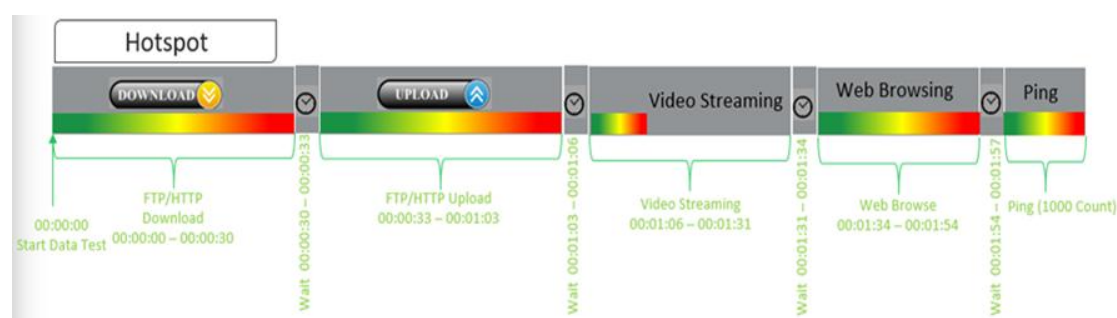 Hotspot
DOWNLOAD
UPLOAD
Video Streaming
Web Browsing
Ping
00:00:00
Start Data Test
FTP/HTTP
Download
00:00:00 – 00:00:30
Wait 00:00:30 – 00:00:33
FTP/HTTP Upload
00:00:33 – 00:01:03
Wait 00:01:03 – 00:01:06
Video Streaming
00:01:06 – 00:01:31
Wait 00:01:31 – 00:01:34
Web Browse
00:01:34 – 00:01:54
Wait 00:01:54 – 00:01:57
Ping (1000 Count)